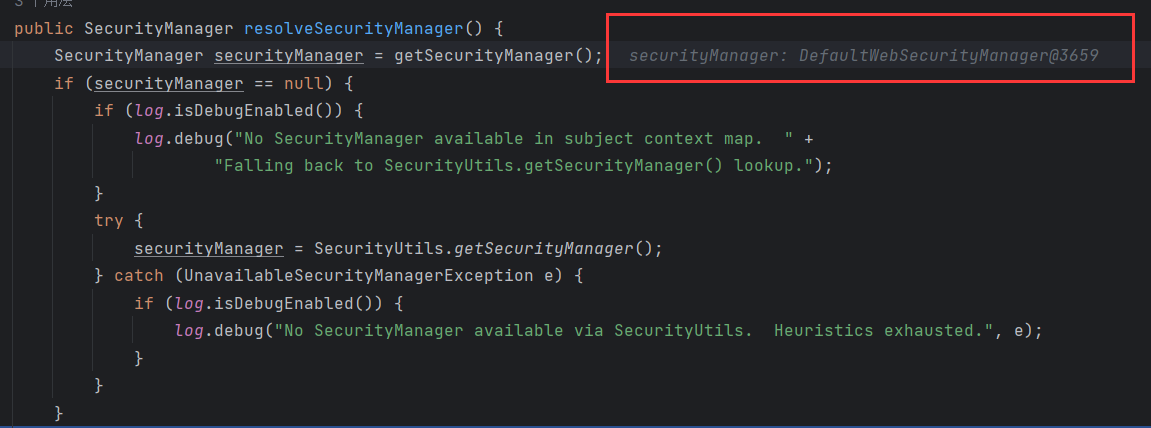 3 个用法
public SecurityManager resolveSecurityManager() {
SecurityManager securityManager = getSecurityManager();   securityManager: DefaultWebSecurityManager@3659
if (securityManager == null) {
if (log.isDebugEnabled()) {
log.debug("No SecurityManager available in subject context map.  " +
"Falling back to SecurityUtils.getSecurityManager() lookup.");
}
try {
securityManager = SecurityUtils.getSecurityManager();
} catch (UnavailableSecurityManagerException e) {
if (log.isDebugEnabled()) {
log.debug("No SecurityManager available via SecurityUtils.  Heuristics exhausted.", e);
}
}
}